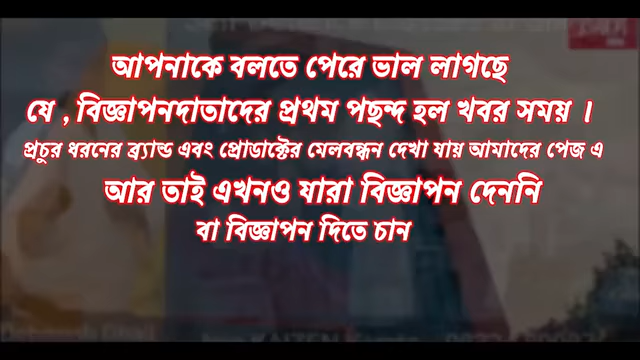 আপনাকে বলতে পেরে ভাল লাগছে
যে , বিজ্ঞাপনদাতাদের প্রথম পছন্দ হল খবর সময় ।
প্রচুর ধরনের ব্র্যান্ড এবং প্রোডাক্টের মেলবন্ধন দেখা যায় আমাদের পেজ এ
আর তাই এখনও যারা বিজ্ঞাপন দেননি
বা বিজ্ঞাপন দিতে চান